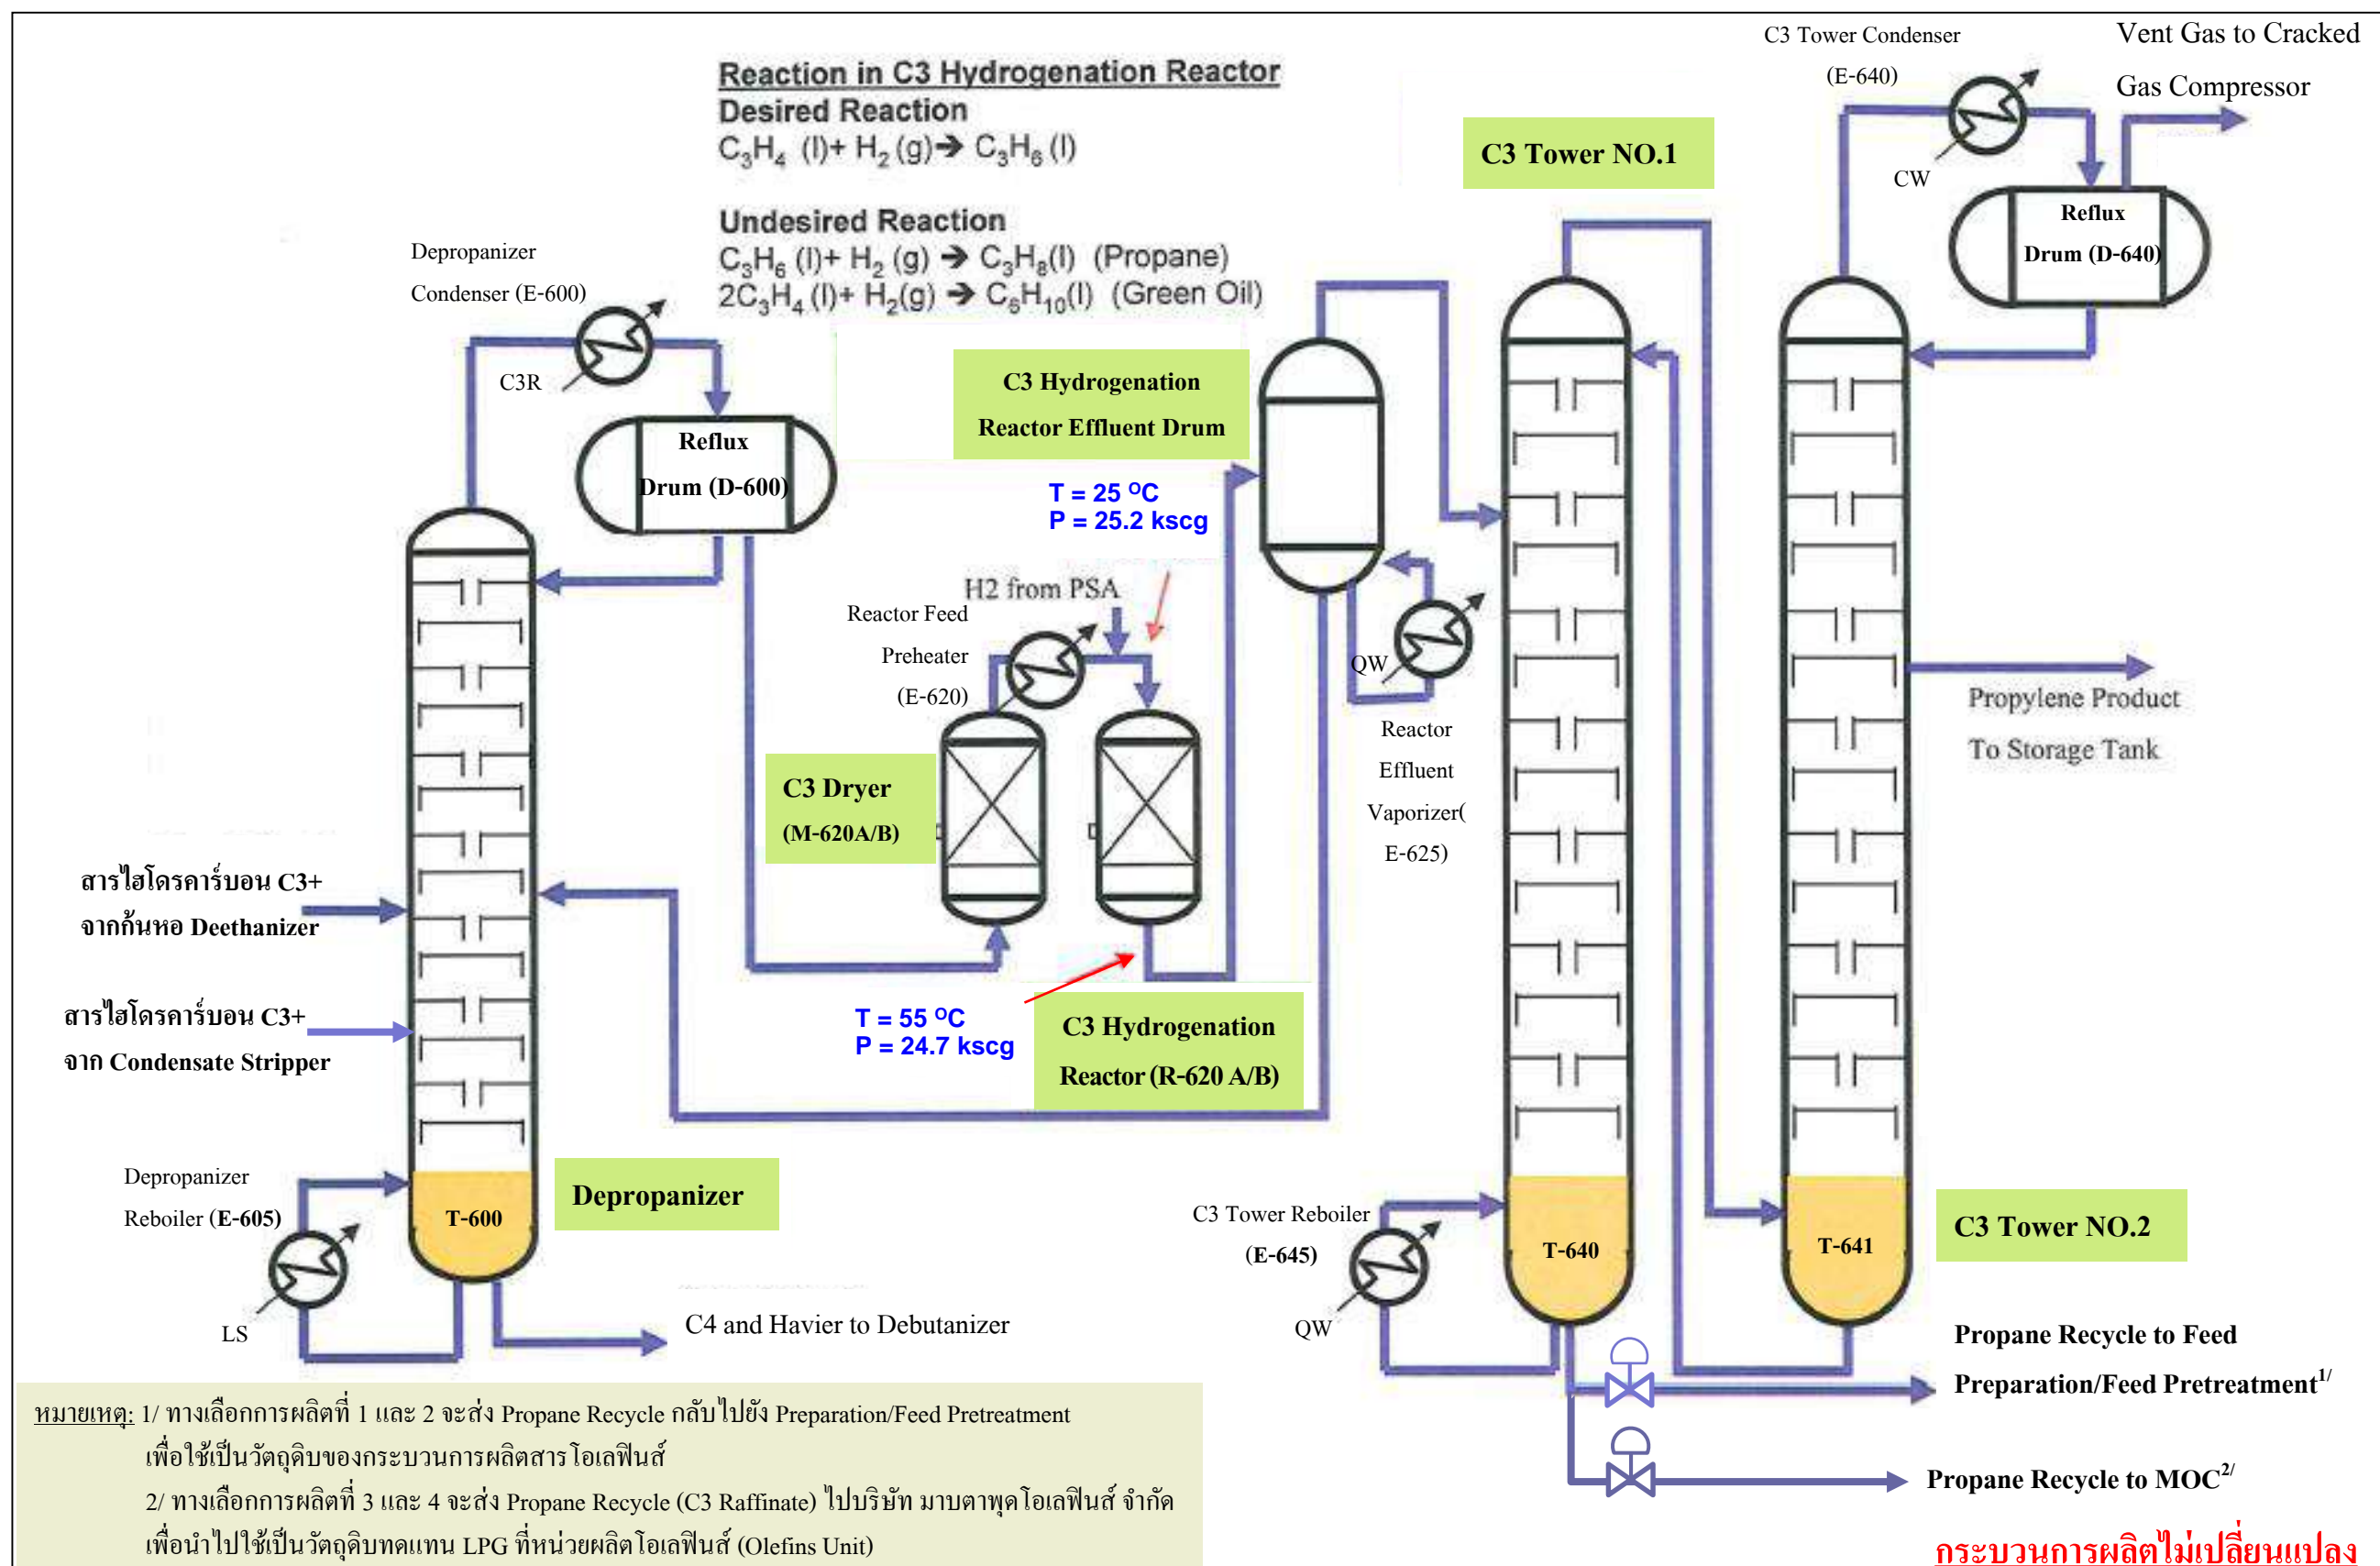 Reaction in C3 Hydrogenation Reactor
Desired Reaction
C₃H₄ (l)+ H₂ (g)➔ C₃H₆ (l)
Undesired Reaction
C₃H₆ (l)+ H₂ (g) ➔ C₃H₈(l) (Propane)
2C₃H₄ (l)+ H₂(g) ➔ C₆H₁₀(l) (Green Oil)
C3 Tower Condenser
(E-640)
Vent Gas to Cracked
Gas Compressor
CW
Reflux
Drum (D-640)
C3 Tower NO.1
Depropanizer
Condenser (E-600)
C3R
Reflux
Drum (D-600)
C3 Hydrogenation
Reactor Effluent Drum
T = 25 ᴼC
P = 25.2 kscg
H2 from PSA
Reactor Feed
Preheater
(E-620)
QW
Reactor
Effluent
Vaporizer(
E-625)
Propylene Product
To Storage Tank
C3 Dryer
(M-620A/B)
สารไฮโดรคาร์บอน C3+
จากก้นหอ Deethanizer
สารไฮโดรคาร์บอน C3+
จาก Condensate Stripper
T = 55 ᴼC
P = 24.7 kscg
C3 Hydrogenation
Reactor (R-620 A/B)
Depropanizer
Reboiler (E-605)
T-600
Depropanizer
LS
C4 and Havier to Debutanizer
C3 Tower Reboiler
(E-645)
QW
T-640
T-641
C3 Tower NO.2
Propane Recycle to Feed
Preparation/Feed Pretreatment¹/
Propane Recycle to MOC²/
หมายเหตุ: 1/ ทางเลือกการผลิตที่ 1 และ 2 จะส่ง Propane Recycle กลับไปยัง Preparation/Feed Pretreatment
เพื่อใช้เป็นวัตถุดิบของกระบวนการผลิตสารโอเลฟินส์
2/ ทางเลือกการผลิตที่ 3 และ 4 จะส่ง Propane Recycle (C3 Raffinate) ไปบริษัท มาบตาพุดโอเลฟินส์ จำกัด
เพื่อนำไปใช้เป็นวัตถุดิบทดแทน LPG ที่หน่วยผลิตโอเลฟินส์ (Olefins Unit)
กระบวนการผลิตไม่เปลี่ยนแปลง